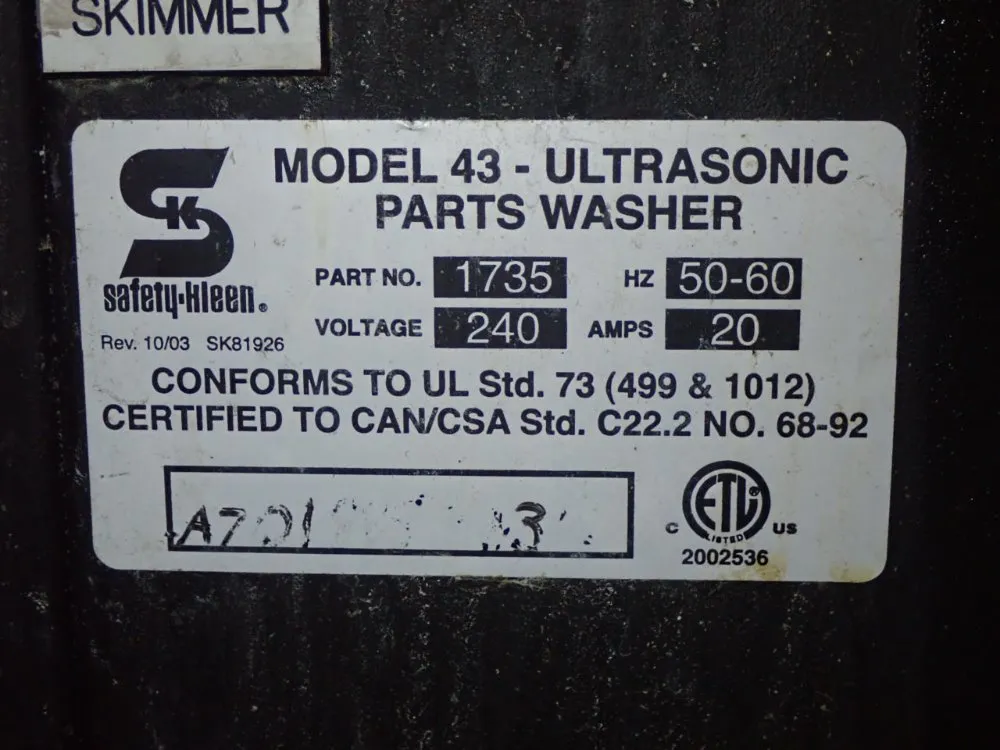 SKIMMER
SK
safety-kleen®
MODEL 43 - ULTRASONIC
PARTS WASHER
PART NO. 1735 HZ 50-60
VOLTAGE 240 AMPS 20
Rev. 10/03 SK81926
CONFORMS TO UL Std. 73 (499 & 1012)
CERTIFIED TO CAN/CSA Std. C22.2 NO. 68-92
C ETL® US
LISTED
2002536